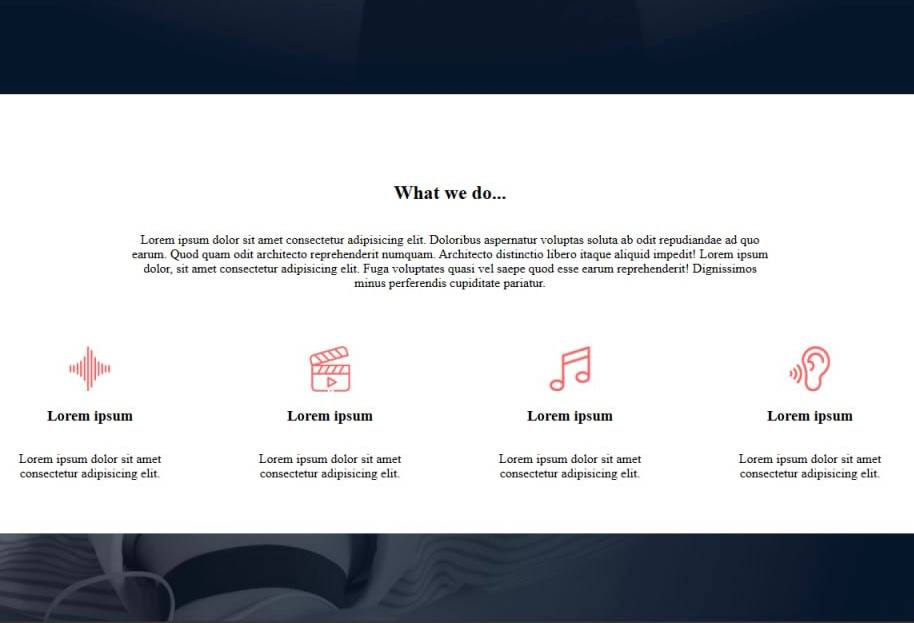 What we do...
Lorem ipsum dolor sit amet consectetur adipisicing elit. Doloribus aspernatur voluptas soluta ab odit repudiandae ad quo
earum. Quod quam odit architecto reprehenderit numquam. Architecto distinctio libero itaque aliquid impedit! Lorem ipsum
dolor, sit amet consectetur adipisicing elit. Fuga voluptates quasi vel saepe quod esse earum reprehenderit! Dignissimos
minus perferendis cupiditate pariatur.
Lorem ipsum
Lorem ipsum dolor sit amet
consectetur adipisicing elit.
Lorem ipsum
Lorem ipsum dolor sit amet
consectetur adipisicing elit.
Lorem ipsum
Lorem ipsum dolor sit amet
consectetur adipisicing elit.
Lorem ipsum
Lorem ipsum dolor sit amet
consectetur adipisicing elit.